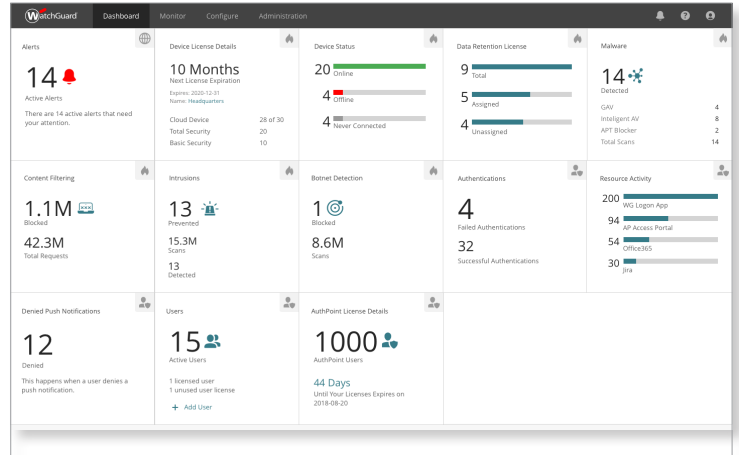 WatchGuard Dashboard Monitor Configure Administration
Alerts
14
Active Alerts
There are 14 active alerts that need
your attention.
Device License Details
10 Months
Next License Expiration
Expires: 2020-12-31
Name: Headquarters
Cloud Device 28 of 30
Total Security 20
Basic Security 10
Device Status
20 Online
4 Offline
4 Never Connected
Data Retention License
9 Total
5 Assigned
4 Unassigned
Malware
14
Detected
GAV 4
Inteligent AV 8
APT Blocker 2
Total Scans 14
Content Filtering
1.1M
Blocked
42.3M
Total Requests
Intrusions
13
Prevented
15.3M
Scans
13
Detected
Botnet Detection
1
Blocked
8.6M
Scans
Authentications
4
Failed Authentications
32
Successful Authentications
Resource Activity
200 WG Logon App
94 AP Access Portal
54 Office365
30 Jira
Denied Push Notifications
12
Denied
This happens when a user denies a
push notification.
Users
15
Active Users
1 licensed user
1 unused user license
+ Add User
AuthPoint License Details
1000
AuthPoint Users
44 Days
Until Your Licenses Expires on
2018-08-20